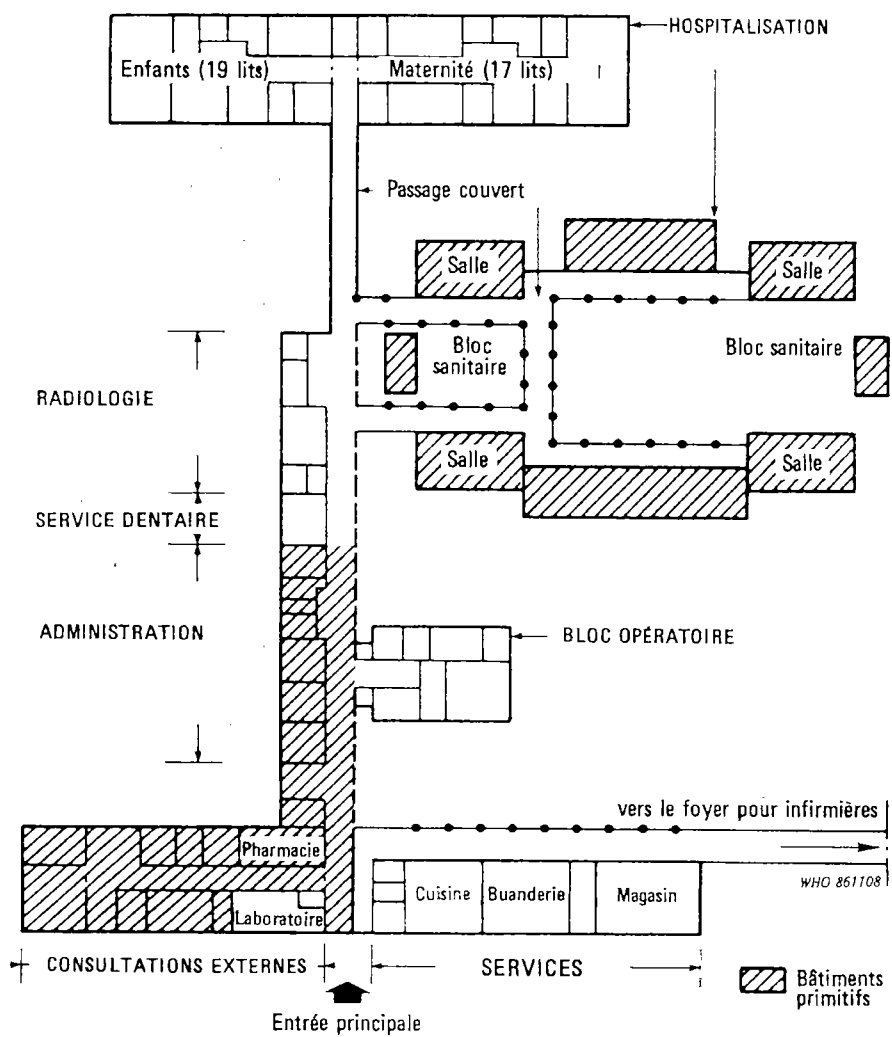 HOSPITALISATION
Enfants (19 lits)
Maternité (17 lits)
Passage couvert
Salle
Salle
Bloc
sanitaire
Bloc sanitaire
RADIOLOGIE
Salle
Salle
SERVICE DENTAIRE
ADMINISTRATION
BLOC OPÉRATOIRE
vers le foyer pour infirmières
Pharmacie
WHO 861108
Cuisine
Buanderie
Magasin
Laboratoire
CONSULTATIONS EXTERNES
SERVICES
Bâtiments
primitifs
Entrée principale